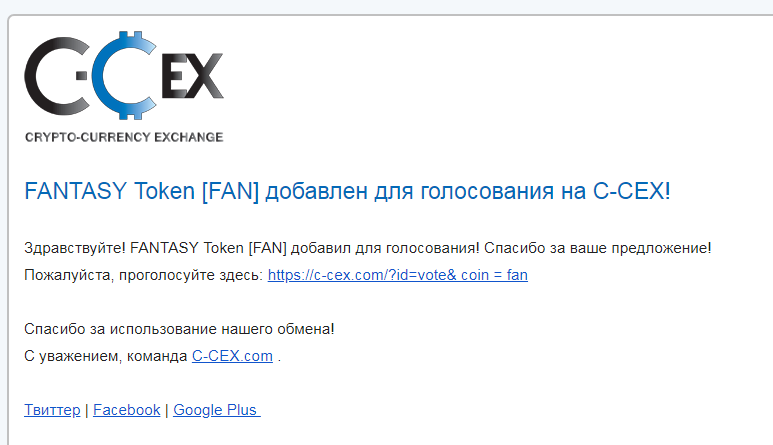 C-CEX
CRYPTO-CURRENCY EXCHANGE
FANTASY Token [FAN] добавлен для голосования на C-CEX!
Здравствуйте! FANTASY Token [FAN] добавил для голосования! Спасибо за ваше предложение!
Пожалуйста, проголосуйте здесь: https://c-cex.com/?id=vote& coin = fan
Спасибо за использование нашего обмена!
С уважением, команда C-CEX.com .
Твиттер | Facebook | Google Plus